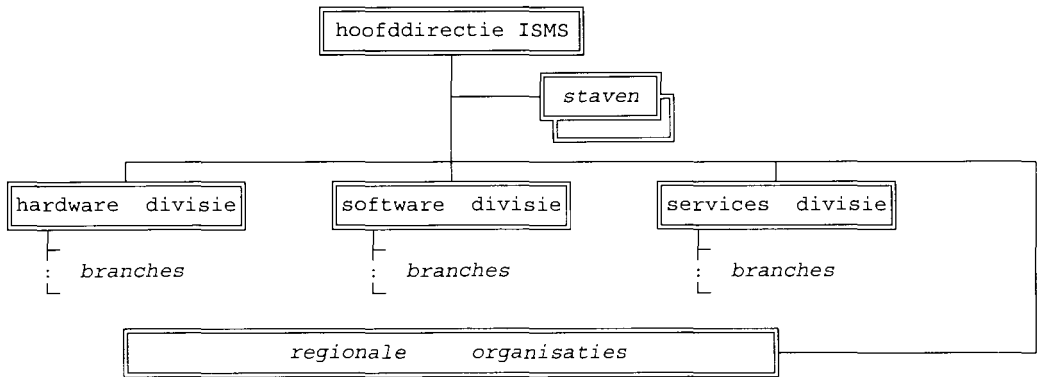 hoofddirectie ISMS
staven
hardware divisie
software divisie
services divisie
branches
branches
branches
regionale organisaties